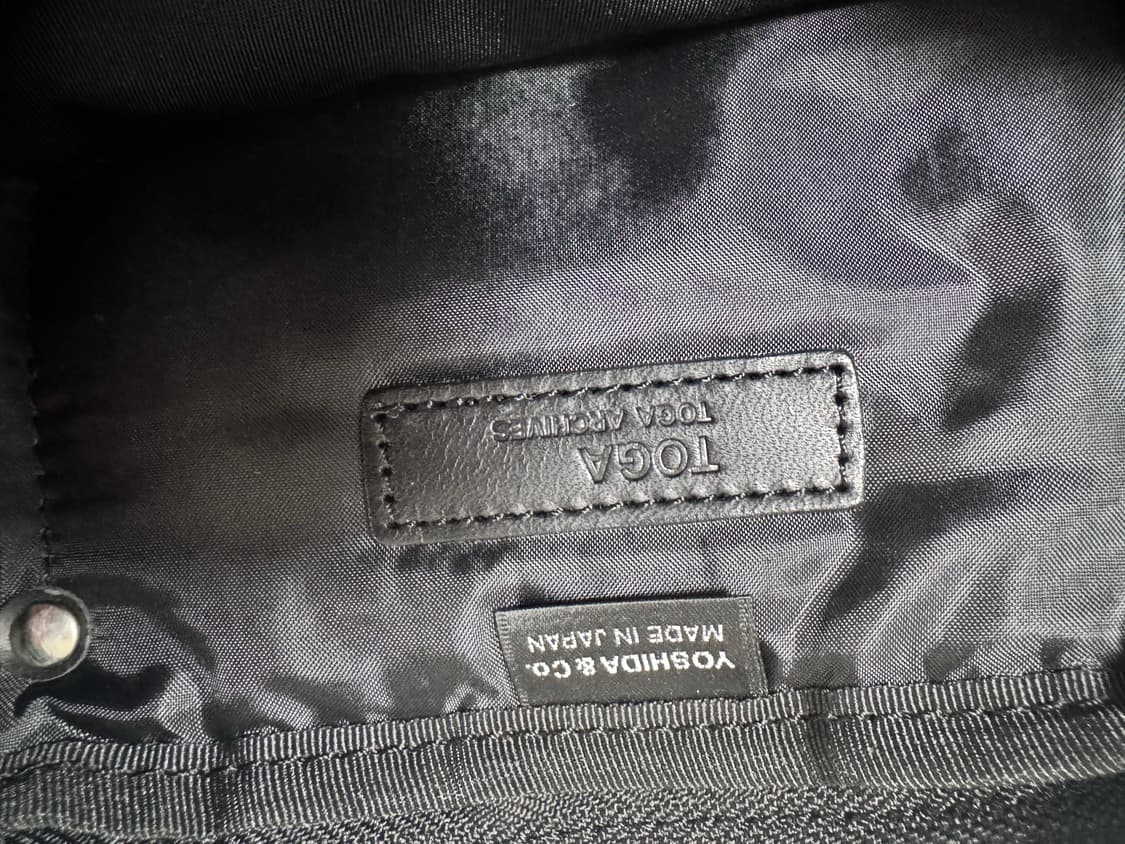 TOGA
TOGA ARCHIVES
YOSHIDA & Co.
MADE IN JAPAN